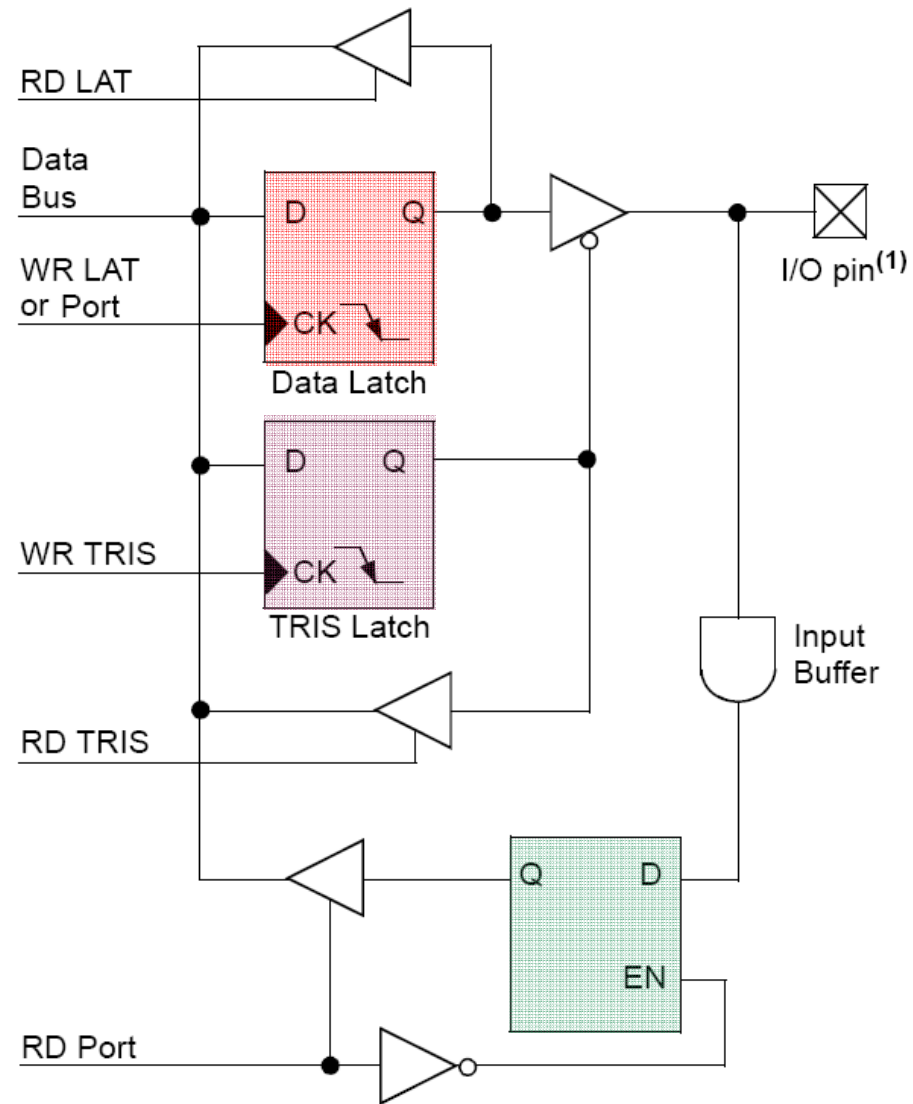 RD LAT
Data
Bus
D Q
WR LAT
or Port
CK
Data Latch
I/O pin(1)
D Q
WR TRIS
CK
TRIS Latch
Input
Buffer
RD TRIS
Q D
EN
RD Port